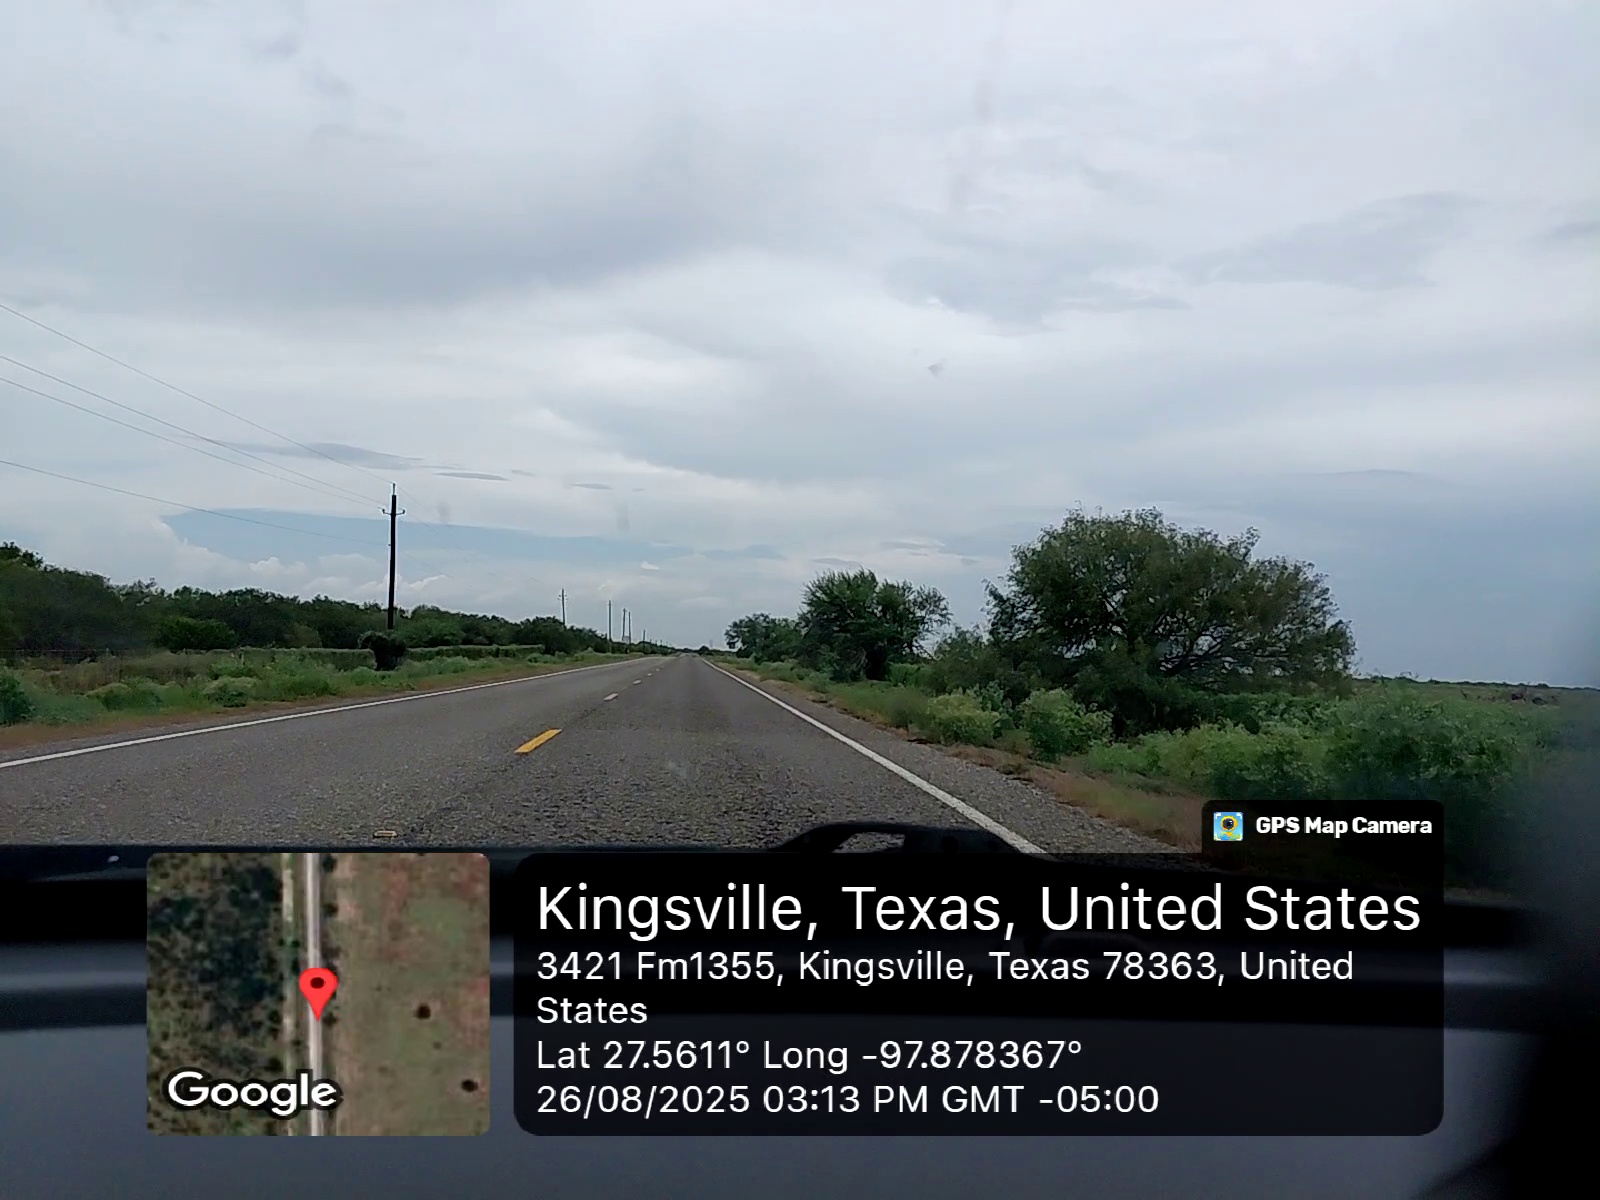 GPS Map Camera
Kingsville, Texas, United States
3421 Fm1355, Kingsville, Texas 78363, United
States
Lat 27.5611° Long -97.878367°
26/08/2025 03:13 PM GMT -05:00
Google